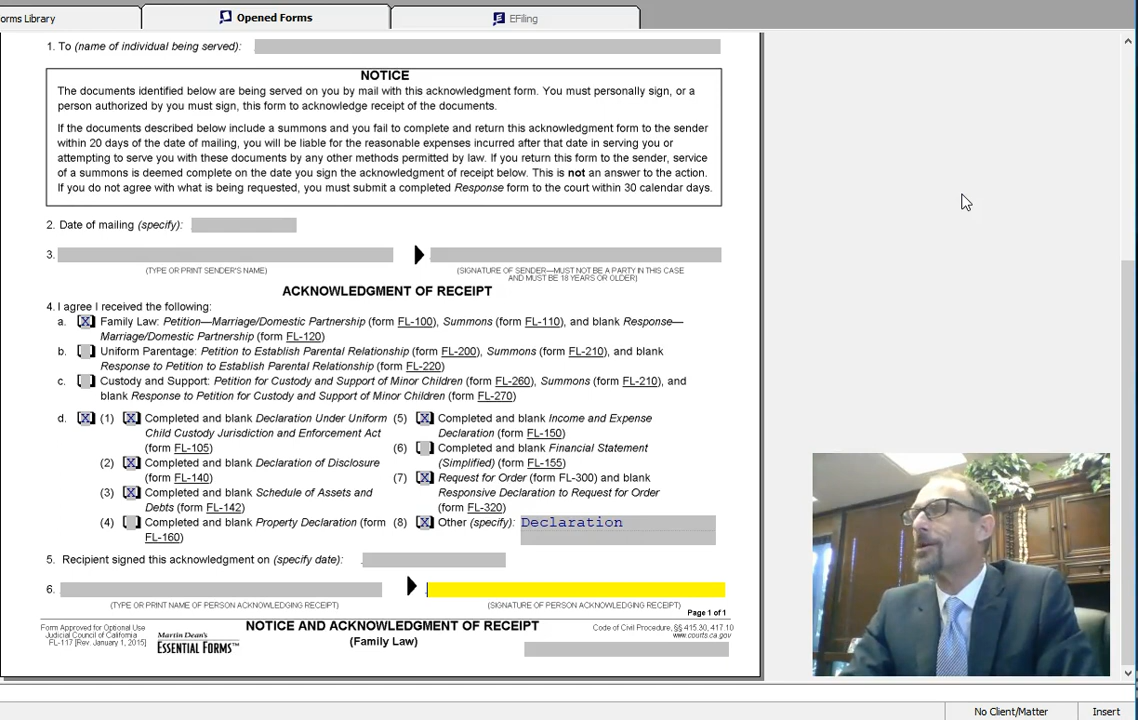 orms Library
Opened Forms
EFiling
1. To (name of individual being served):
NOTICE
The documents identified below are being served on you by mail with this acknowledgment form. You must personally sign, or a
person authorized by you must sign, this form to acknowledge receipt of the documents.
If the documents described below include a summons and you fail to complete and return this acknowledgment form to the sender
within 20 days of the date of mailing, you will be liable for the reasonable expenses incurred after that date in serving you or
attempting to serve you with these documents by any other methods permitted by law. If you return this form to the sender, service
of a summons is deemed complete on the date you sign the acknowledgment of receipt below. This is not an answer to the action.
If you do not agree with what is being requested, you must submit a completed Response form to the court within 30 calendar days.
2. Date of mailing (specify):
3.
(TYPE OR PRINT SENDER'S NAME)
(SIGNATURE OF SENDER—MUST NOT BE A PARTY IN THIS CASE
AND MUST BE 18 YEARS OR OLDER)
ACKNOWLEDGMENT OF RECEIPT
4. I agree I received the following:
a. X Family Law: Petition—Marriage/Domestic Partnership (form FL-100), Summons (form FL-110), and blank Response—
Marriage/Domestic Partnership (form FL-120)
b. Uniform Parentage: Petition to Establish Parental Relationship (form FL-200), Summons (form FL-210), and blank
Response to Petition to Establish Parental Relationship (form FL-220)
c. Custody and Support: Petition for Custody and Support of Minor Children (form FL-260), Summons (form FL-210), and
blank Response to Petition for Custody and Support of Minor Children (form FL-270)
d. X (1) X Completed and blank Declaration Under Uniform
Child Custody Jurisdiction and Enforcement Act
(form FL-105)
(2) X Completed and blank Declaration of Disclosure
(form FL-140)
(3) X Completed and blank Schedule of Assets and
Debts (form FL-142)
(4) Completed and blank Property Declaration (form
FL-160)
(5) X Completed and blank Income and Expense
Declaration (form FL-150)
(6) Completed and blank Financial Statement
(Simplified) (form FL-155)
(7) X Request for Order (form FL-300) and blank
Responsive Declaration to Request for Order
(form FL-320)
(8) X Other (specify): Declaration
5. Recipient signed this acknowledgment on (specify date):
6.
(TYPE OR PRINT NAME OF PERSON ACKNOWLEDGING RECEIPT)
(SIGNATURE OF PERSON ACKNOWLEDGING RECEIPT)
Page 1 of 1
Form Approved for Optional Use
Judicial Council of California
FL-117 [Rev. January 1, 2015]
Martin Dean's
ESSENTIAL FORMS™
NOTICE AND ACKNOWLEDGMENT OF RECEIPT
(Family Law)
Code of Civil Procedure, §§ 415.30, 417.10
www.courts.ca.gov
No Client/Matter
Insert